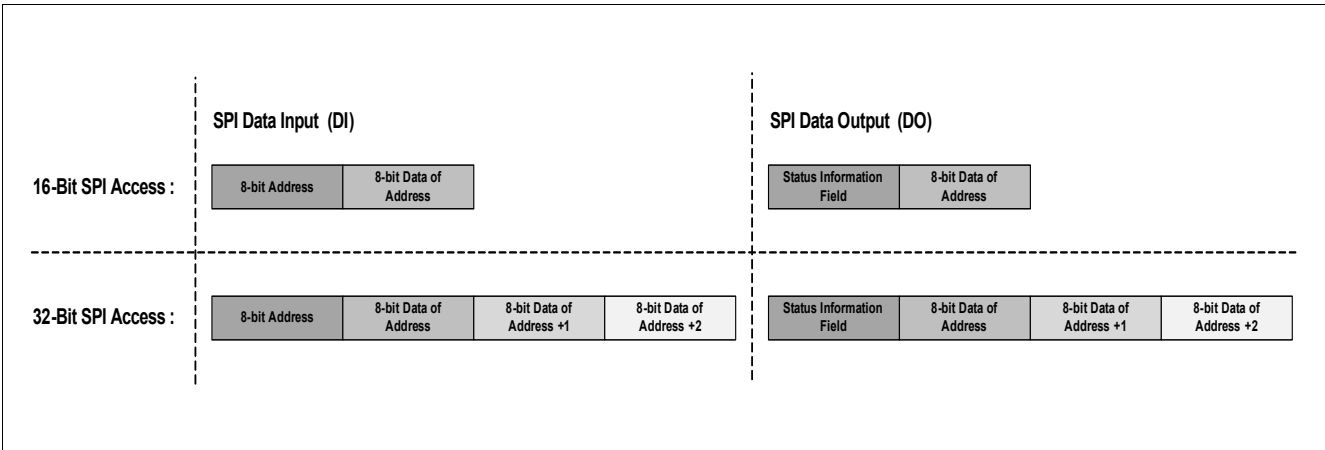 SPI Data Input (DI)
SPI Data Output (DO)
16-Bit SPI Access :
8-bit Address
8-bit Data of
Address
Status Information
Field
8-bit Data of
Address
32-Bit SPI Access :
8-bit Address
8-bit Data of
Address
8-bit Data of
Address +1
8-bit Data of
Address +2
Status Information
Field
8-bit Data of
Address
8-bit Data of
Address +1
8-bit Data of
Address +2